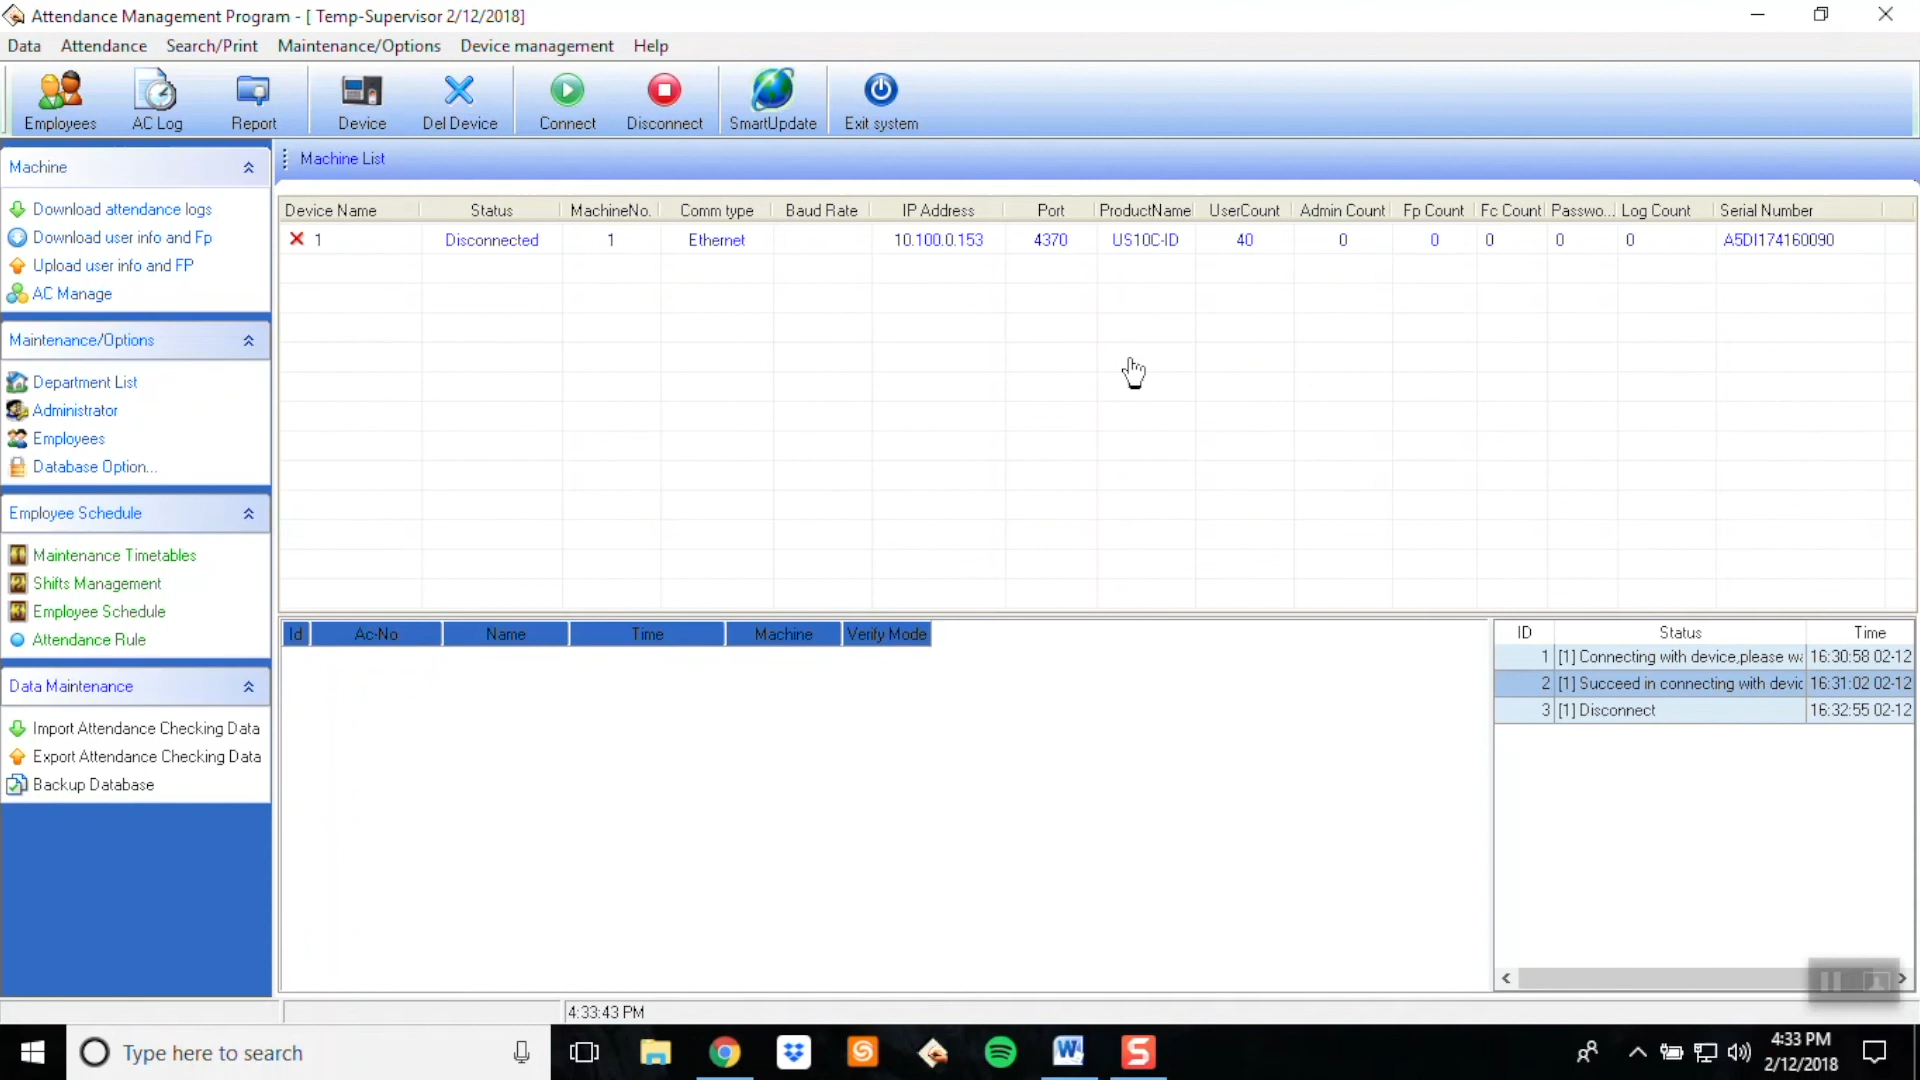 Attendance Management Program - [ Temp-Supervisor 2/12/2018]
Data Attendance Search/Print Maintenance/Options Device management Help
Employees AC Log Report Device Del Device Connect Disconnect SmartUpdate Exit system
Machine
Download attendance logs
Download user info and Fp
Upload user info and FP
AC Manage
Maintenance/Options
Department List
Administrator
Employees
Database Option...
Employee Schedule
Maintenance Timetables
Shifts Management
Employee Schedule
Attendance Rule
Data Maintenance
Import Attendance Checking Data
Export Attendance Checking Data
Backup Database
Machine List
Device Name Status MachineNo. Comm type Baud Rate IP Address Port ProductName UserCount Admin Count Fp Count Fc Count Passwo... Log Count Serial Number
1 Disconnected 1 Ethernet 10.100.0.153 4370 US10C-ID 40 0 0 0 0 0 A5DI174160090
Id Ac-No Name Time Machine Verify Mode
ID Status Time
1 [1] Connecting with device,please wa 16:30:58 02-12
2 [1] Succeed in connecting with devic 16:31:02 02-12
3 [1] Disconnect 16:32:55 02-12
4:33:43 PM
Type here to search
4:33 PM
2/12/2018